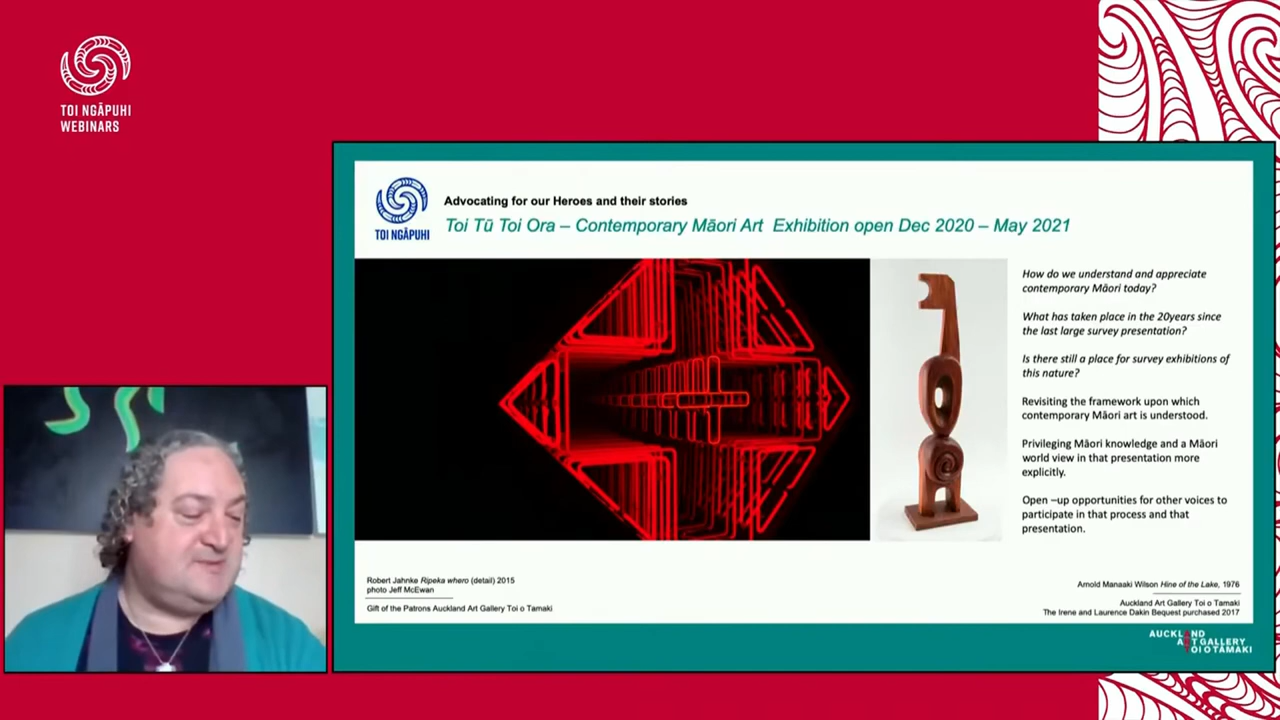 TOI NGĀPUHI
WEBINARS
Advocating for our Heroes and their stories
TOI NGĀPUHI
Toi Tū Toi Ora – Contemporary Māori Art Exhibition open Dec 2020 – May 2021
How do we understand and appreciate
contemporary Māori today?
What has taken place in the 20years since
the last large survey presentation?
Is there still a place for survey exhibitions of
this nature?
Revisiting the framework upon which
contemporary Māori art is understood.
Privileging Māori knowledge and a Māori
world view in that presentation more
explicitly.
Open –up opportunities for other voices to
participate in that process and that
presentation.
Robert Jahnke Ripeka whero (detail) 2015
photo Jeff McEwan
Gift of the Patrons Auckland Art Gallery Toi o Tamaki
Arnold Manaaki Wilson Hine of the Lake, 1976
Auckland Art Gallery Toi o Tamaki
The Irene and Laurence Dakin Bequest purchased 2017
AUCKLAND
ART GALLERY
TOI O TĀMAKI